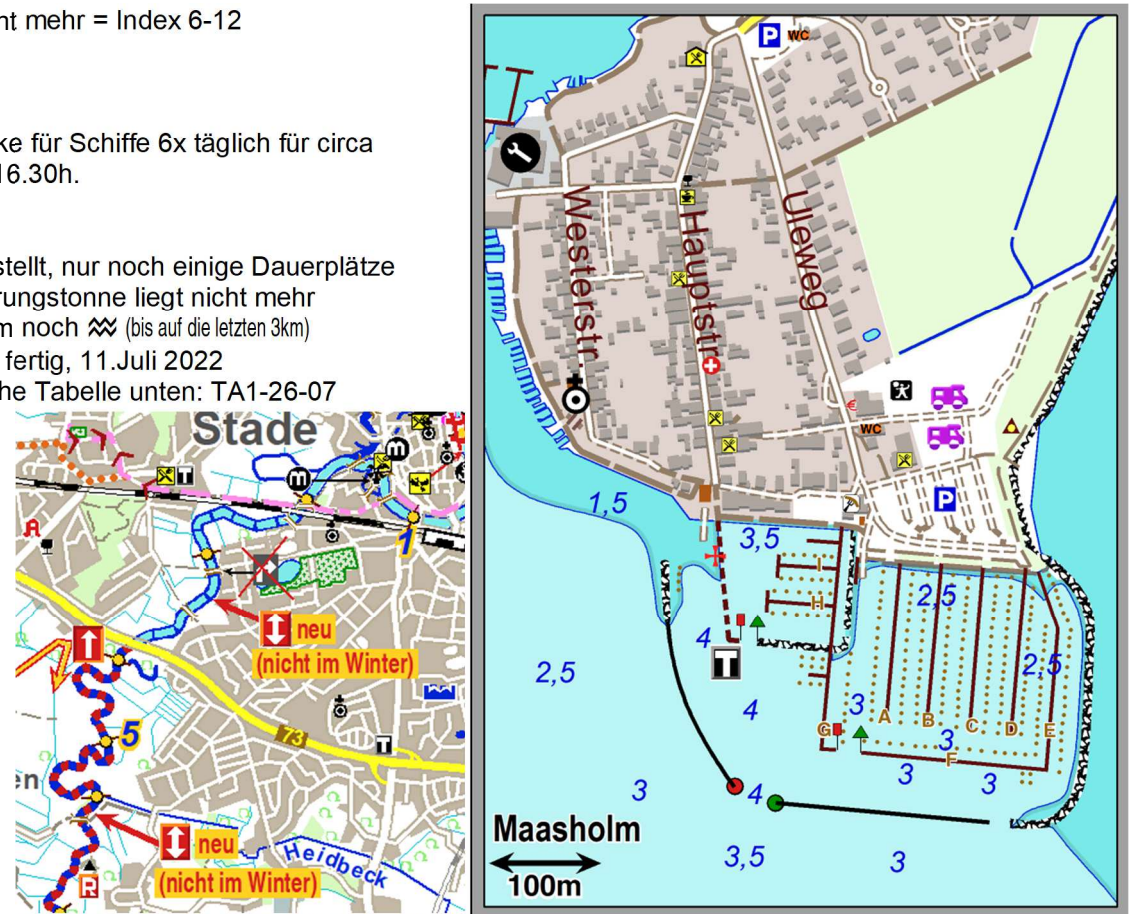 nt mehr = Index 6-12
ke für Schiffe 6x täglich für circa
16.30h.
stellt, nur noch einige Dauerplätze
rungstonne liegt nicht mehr
m noch (bis auf die letzten 3km)
fertig, 11.Juli 2022
he Tabelle unten: TA1-26-07
Stade
m
m
1
A
neu
(nicht im Winter)
5
73
en
neu
(nicht im Winter)
Heidbeck
R
P
WC
Westerstr.
Hauptstr.
Uleweg
€
WC
P
1,5
3,5
I
H
2,5
4
2,5
2,5
4
3
A
B
C
D
E
G
3
F
3
3
3
4
Maasholm
100m
3,5
3